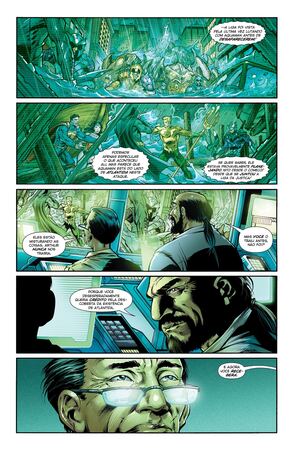 ...A LIGA FOI VISTA
PELA ÚLTIMA VEZ LUTANDO
COM AQUAMAN ANTES DE
DESAPARECEREM!
PODEMOS
APENAS ESPECULAR
O QUE ACONTECEU
ALI, MAS PARECE QUE
AQUAMAN ESTÁ DO LADO
DE ATLANTIDA NESTE
ATAQUE.
SE QUER SABER, ELE
ESTAVA PROVAVELMENTE PLANE-
JANDO ISTO DESDE O COMEÇO!
DESDE QUE SE JUNTOU A
LIGA DA JUSTIÇA!
ELES ESTÃO
MISTURANDO AS
COISAS, ARTHUR
NUNCA NOS
TRAIRIA.
MAS VOCÊ O
TRAIU ANTES,
NÃO FOI?
PORQUE VOCÊ
DESESPERADAMENTE
QUERIA CRÉDITO PELA DES-
COBERTA DA EXISTÊNCIA
DE ATLANTIDA.
E AGORA,
VOCÊ RECE-
BERÁ.